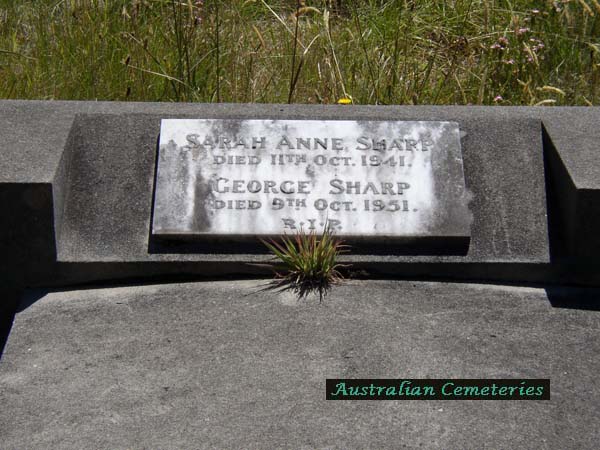 SARAH ANNE SHARP
DIED 11TH OCT. 1941.
GEORGE SHARP
DIED 9TH OCT. 1951.
R.I.P.
Australian Cemeteries